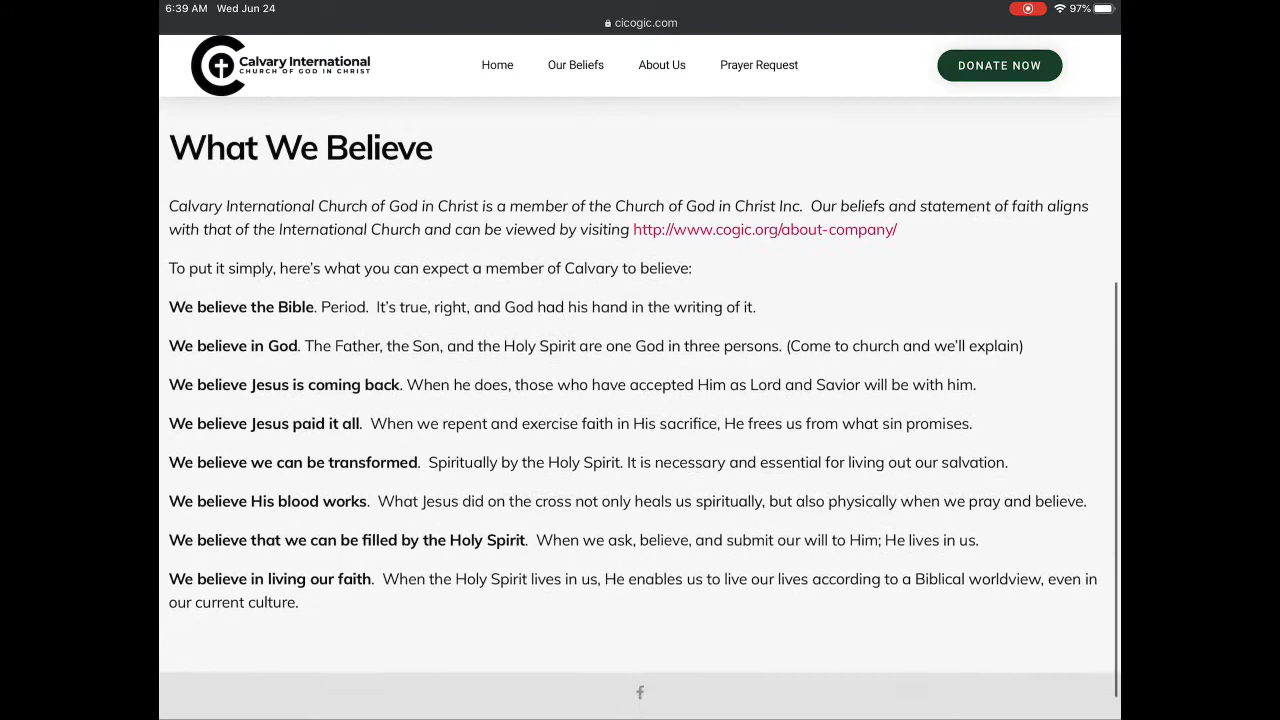 6:39 AM Wed Jun 24
97%
cicogic.com
Calvary International
CHURCH OF GOD IN CHRIST
Home Our Beliefs About Us Prayer Request
DONATE NOW
What We Believe
Calvary International Church of God in Christ is a member of the Church of God in Christ Inc. Our beliefs and statement of faith aligns
with that of the International Church and can be viewed by visiting http://www.cogic.org/about-company/
To put it simply, here's what you can expect a member of Calvary to believe:
We believe the Bible. Period. It's true, right, and God had his hand in the writing of it.
We believe in God. The Father, the Son, and the Holy Spirit are one God in three persons. (Come to church and we'll explain)
We believe Jesus is coming back. When he does, those who have accepted Him as Lord and Savior will be with him.
We believe Jesus paid it all. When we repent and exercise faith in His sacrifice, He frees us from what sin promises.
We believe we can be transformed. Spiritually by the Holy Spirit. It is necessary and essential for living out our salvation.
We believe His blood works. What Jesus did on the cross not only heals us spiritually, but also physically when we pray and believe.
We believe that we can be filled by the Holy Spirit. When we ask, believe, and submit our will to Him; He lives in us.
We believe in living our faith. When the Holy Spirit lives in us, He enables us to live our lives according to a Biblical worldview, even in
our current culture.